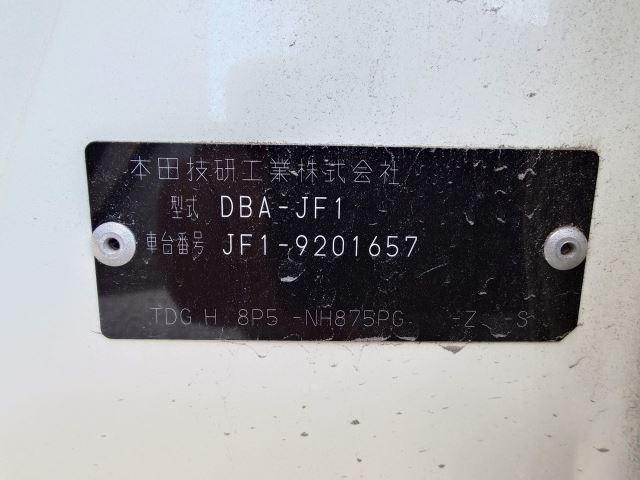 本田技研工業株式会社
型式 DBA-JF1
車台番号 JF1-9201657
TDG H 8P5 -NH875PG -Z -S